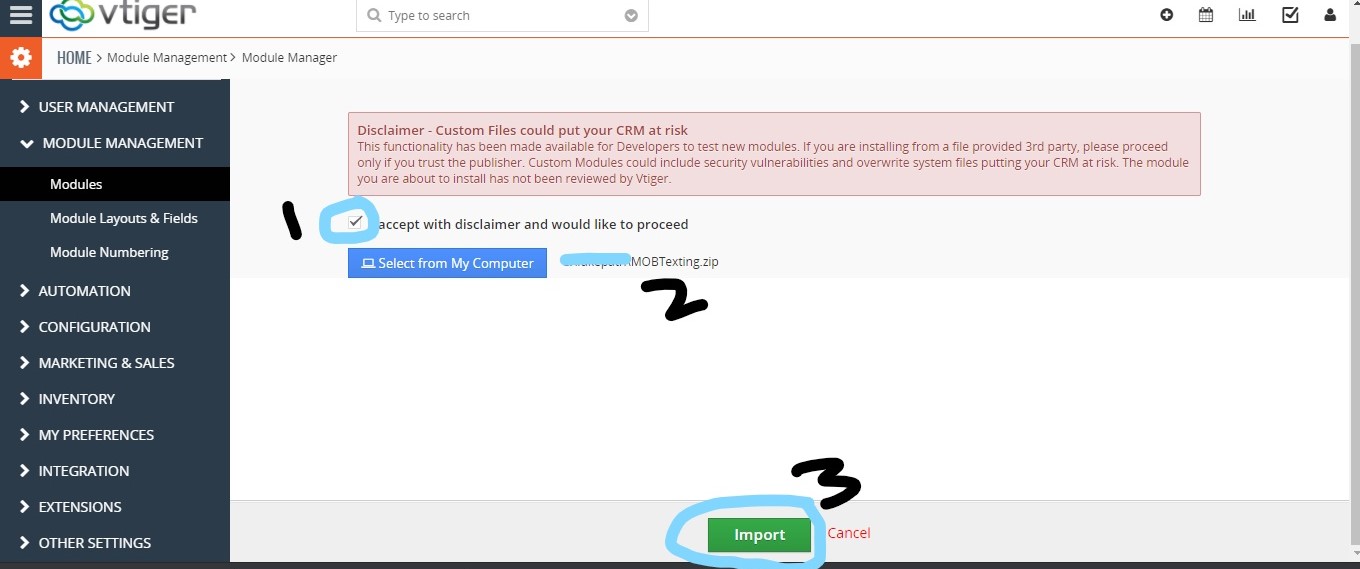 vtiger
Type to search
HOME > Module Management > Module Manager
USER MANAGEMENT
MODULE MANAGEMENT
Modules
Module Layouts & Fields
Module Numbering
AUTOMATION
CONFIGURATION
MARKETING & SALES
INVENTORY
MY PREFERENCES
INTEGRATION
EXTENSIONS
OTHER SETTINGS
Disclaimer - Custom Files could put your CRM at risk
This functionality has been made available for Developers to test new modules. If you are installing from a file provided 3rd party, please proceed
only if you trust the publisher. Custom Modules could include security vulnerabilities and overwrite system files putting your CRM at risk. The module
you are about to install has not been reviewed by Vtiger.
1
accept with disclaimer and would like to proceed
Select from My Computer
MOBTexting.zip
2
3
Import
Cancel